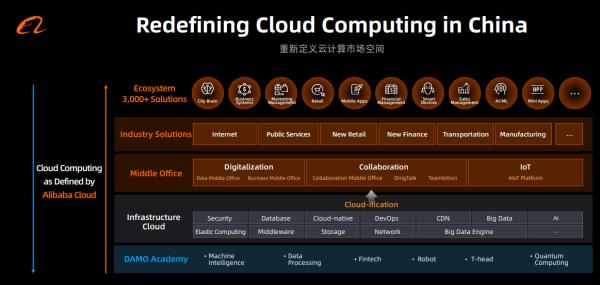 Redefining Cloud Computing in China
重新定义云计算市场空间
Ecosystem
3,000+ Solutions
City Brain
Business Systems
Marketing Management
Retail
Mobile Apps
Financial Management
Smart Devices
Sales Management
AI/ML
Mini Apps
...
Industry Solutions
Internet
Public Services
New Retail
New Finance
Transportation
Manufacturing
...
Cloud Computing
as Defined by
Alibaba Cloud
Middle Office
Digitalization
Data Middle Office
Business Middle Office
Collaboration
Collaboration Middle Office
DingTalk
Teambition
IoT
AIoT Platform
Cloud-ification
Infrastructure
Cloud
Security
Database
Cloud-native
DevOps
CDN
Big Data
AI
Elastic Computing
Middleware
Storage
Network
Big Data Engine
...
DAMO Academy
• Machine Intelligence
• Data Processing
• Fintech
• Robot
• T-head
• Quantum Computing